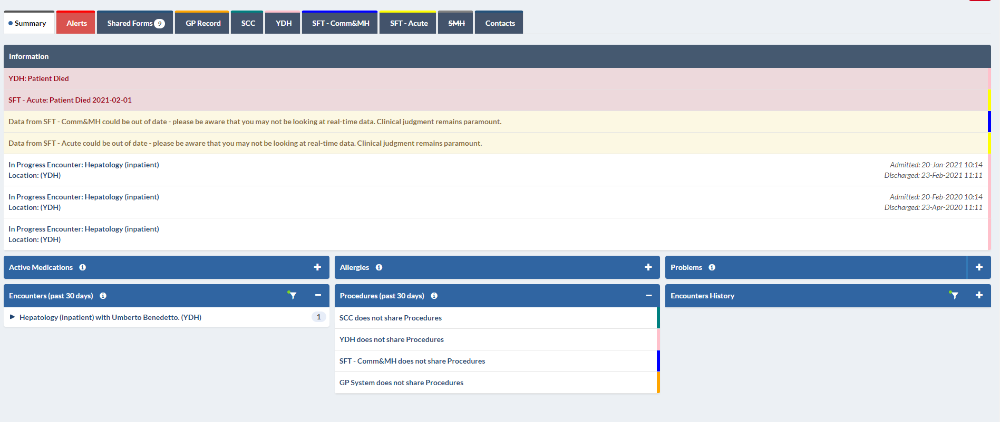 Summary
Alerts
Shared Forms 9
GP Record
SCC
YDH
SFT - Comm&MH
SFT - Acute
SMH
Contacts
Information
YDH: Patient Died
SFT - Acute: Patient Died 2021-02-01
Data from SFT - Comm&MH could be out of date - please be aware that you may not be looking at real-time data. Clinical judgment remains paramount.
Data from SFT - Acute could be out of date - please be aware that you may not be looking at real-time data. Clinical judgment remains paramount.
In Progress Encounter: Hepatology (inpatient)
Location: (YDH)
Admitted: 20-Jan-2021 10:14
Discharged: 23-Feb-2021 11:11
In Progress Encounter: Hepatology (inpatient)
Location: (YDH)
Admitted: 20-Feb-2020 10:14
Discharged: 23-Apr-2020 11:11
In Progress Encounter: Hepatology (inpatient)
Location: (YDH)
Active Medications
Allergies
Problems
Encounters (past 30 days)
Hepatology (inpatient) with Umberto Benedetto. (YDH) 1
Procedures (past 30 days)
SCC does not share Procedures
YDH does not share Procedures
SFT - Comm&MH does not share Procedures
GP System does not share Procedures
Encounters History